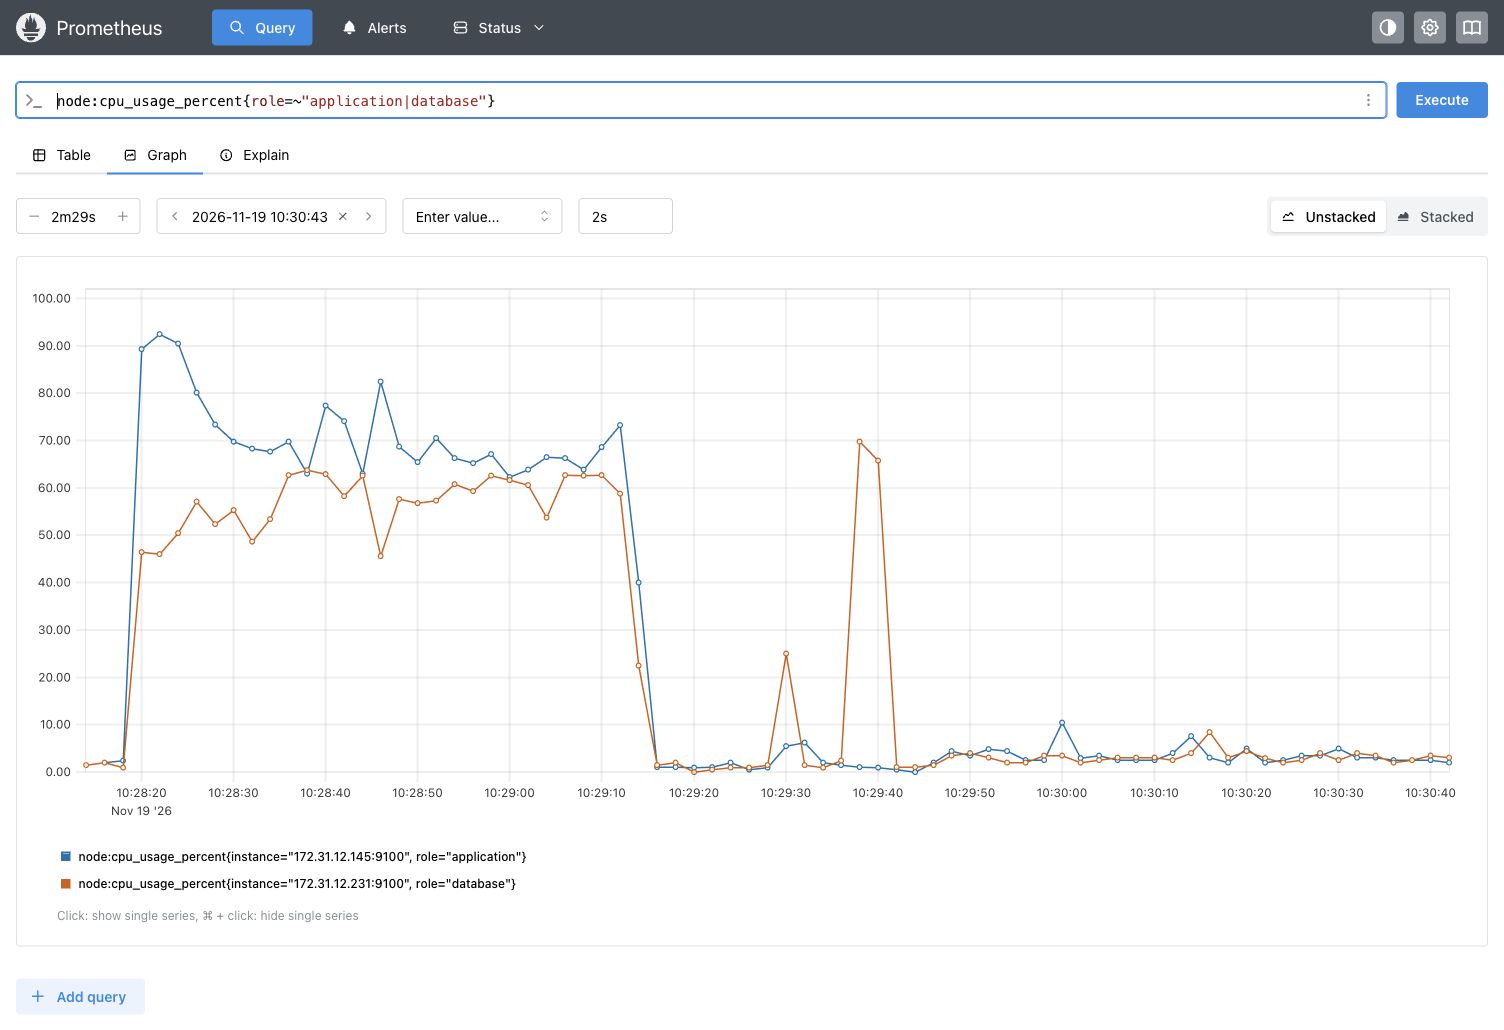 Prometheus Query Alerts Status
node:cpu_usage_percent{role=~"application|database"} Execute
Table Graph Explain
2m29s 2026-11-19 10:30:43 Enter value... 2s Unstacked Stacked
100.00
90.00
80.00
70.00
60.00
50.00
40.00
30.00
20.00
10.00
0.00
10:28:20 10:28:30 10:28:40 10:28:50 10:29:00 10:29:10 10:29:20 10:29:30 10:29:40 10:29:50 10:30:00 10:30:10 10:30:20 10:30:30 10:30:40
Nov 19 '26
node:cpu_usage_percent{instance="172.31.12.145:9100", role="application"}
node:cpu_usage_percent{instance="172.31.12.231:9100", role="database"}
Click: show single series, ⌘ + click: hide single series
Add query